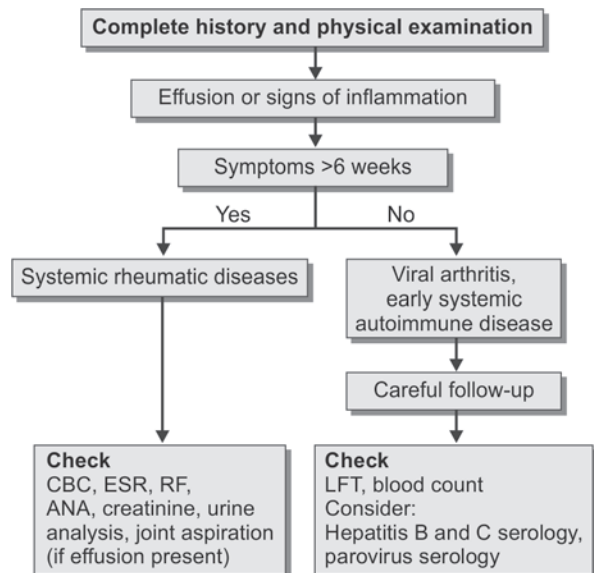 Complete history and physical examination
Effusion or signs of inflammation
Symptoms >6 weeks
Yes
No
Systemic rheumatic diseases
Viral arthritis,
early systemic
autoimmune disease
Careful follow-up
Check
CBC, ESR, RF,
ANA, creatinine, urine
analysis, joint aspiration
(if effusion present)
Check
LFT, blood count
Consider:
Hepatitis B and C serology,
parovirus serology